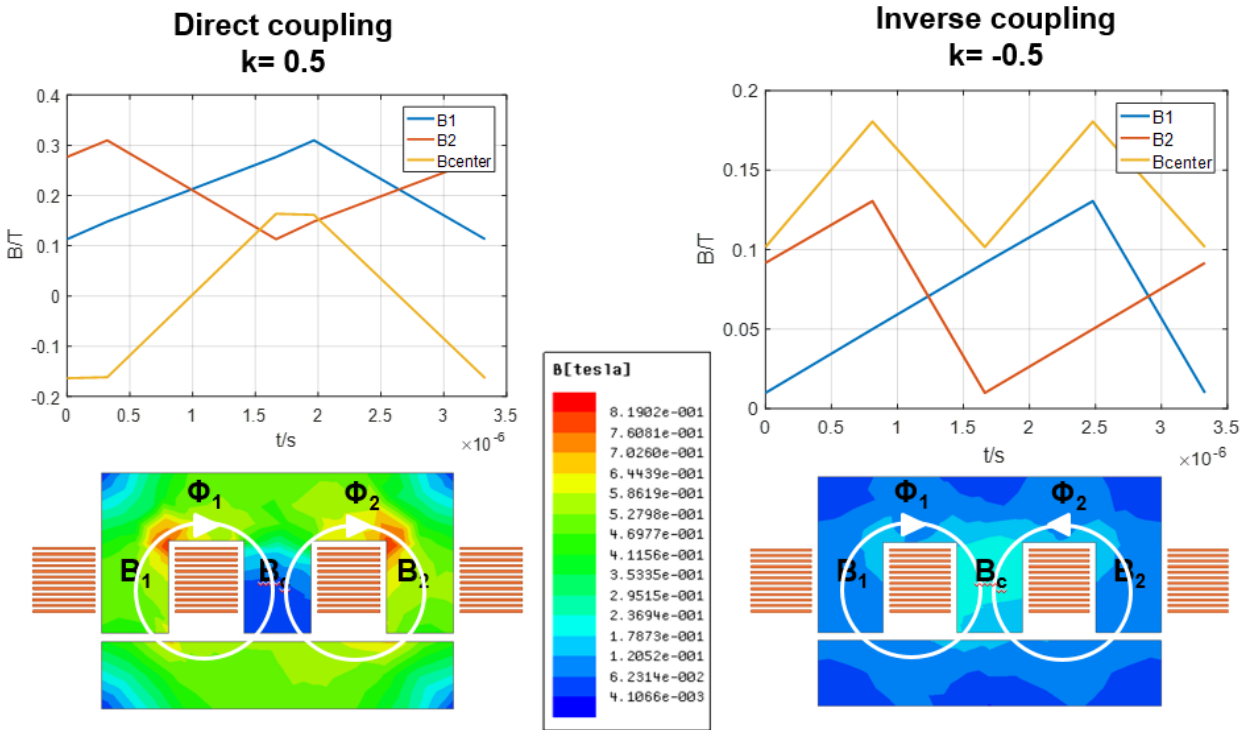 Direct coupling
k= 0.5
0.4
0.3
0.2
0.1
0
-0.1
-0.2
B/T
B1
B2
Bcenter
0
0.5
1
1.5
2
2.5
3
3.5
t/s
×10⁻⁶
Inverse coupling
k= -0.5
0.2
0.15
0.1
0.05
0
B/T
B1
B2
Bcenter
0
0.5
1
1.5
2
2.5
3
3.5
t/s
×10⁻⁶
B[tesla]
8.1902e-001
7.6081e-001
7.0260e-001
6.4439e-001
5.8619e-001
5.2798e-001
4.6977e-001
4.1156e-001
3.5335e-001
2.9515e-001
2.3694e-001
1.7873e-001
1.2052e-001
6.2314e-002
4.1066e-003
Φ₁
Φ₂
B₁
B_c
B₂
Φ₁
Φ₂
B₁
B_c
B₂